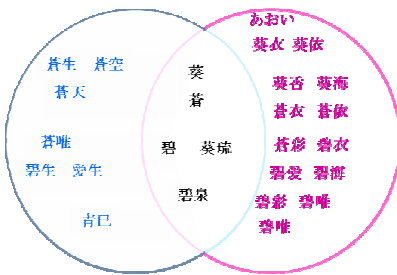 あおい
葵衣 葵依
蒼生 蒼空
葵
葵香 葵海
蒼天
蒼
蒼衣 蒼依
蒼唯
碧 葵琉
蒼彩 碧衣
碧生 愛生
碧愛 碧海
碧泉
碧彩 碧唯
青巳
碧唯